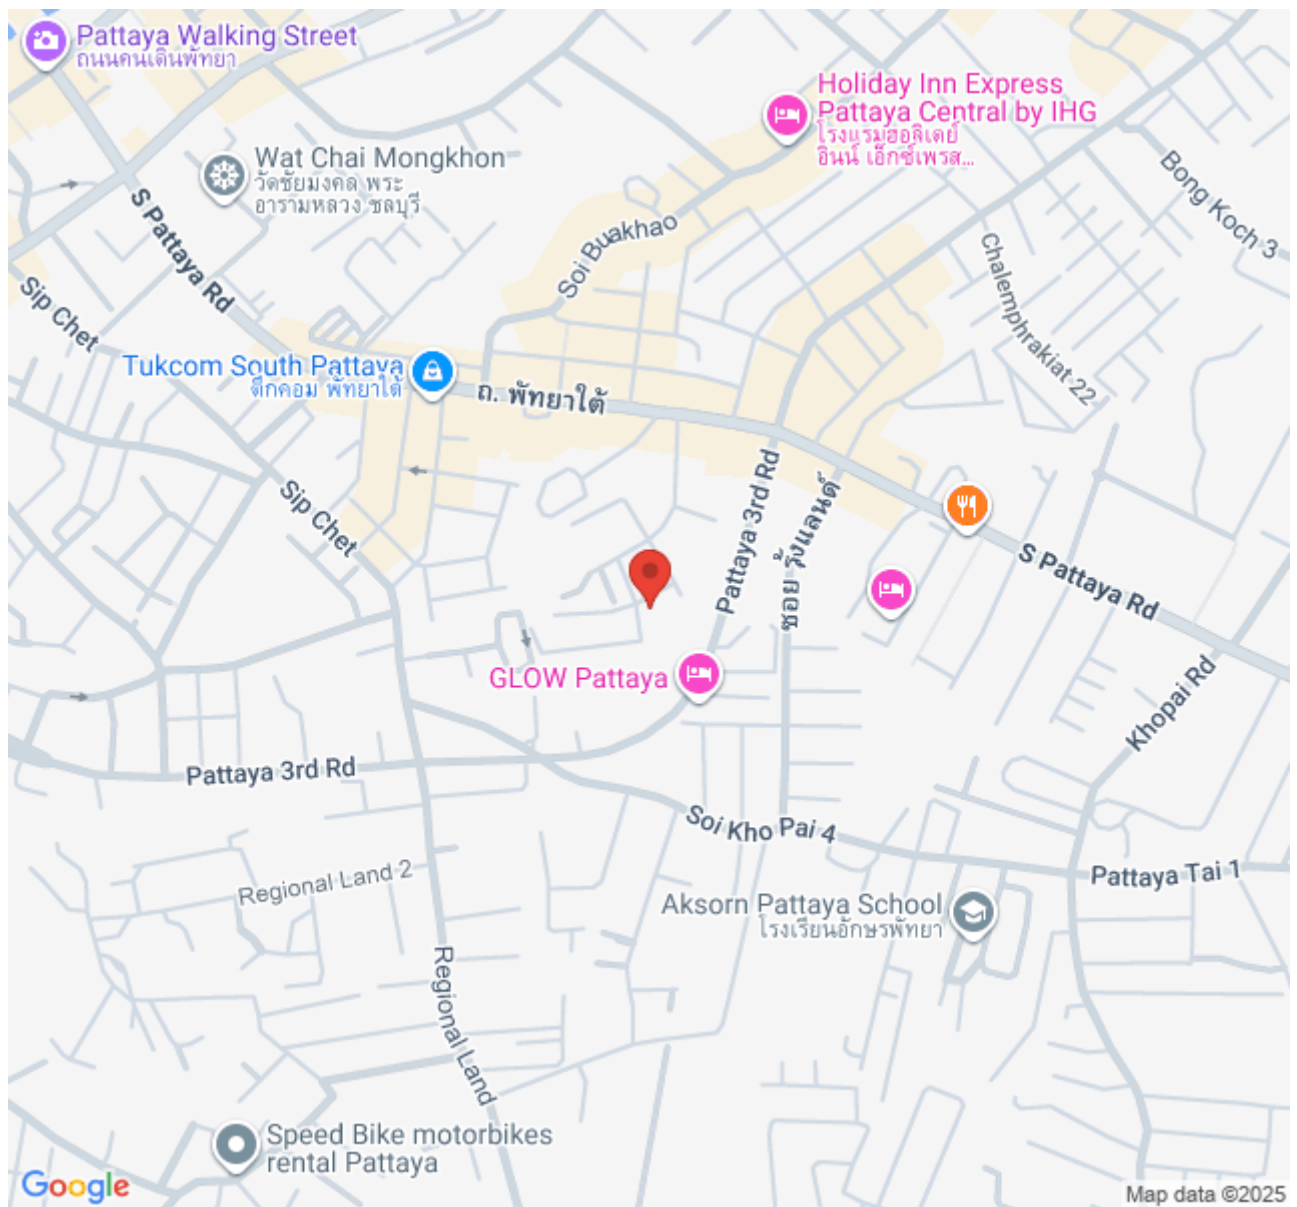 Pattaya Walking Street
ถนนคนเดินพัทยา
Holiday Inn Express
Pattaya Central by IHG
โรงแรมฮอลิเดย์
อินน์ เอ็กซ์เพรส...
Wat Chai Mongkhon
วัดชัยมงคล พระ
อารามหลวง ชลบุรี
Bong Koch 3
S Pattaya Rd
Soi Buakhao
Chalemphrakiat 22
Sip Chet
Tukcom South Pattaya
ตึกคอม พัทยาใต้
ถ. พัทยาใต้
Sip Chet
Pattaya 3rd Rd
ซอย วิ้งแลนด์
S Pattaya Rd
GLOW Pattaya
Khopai Rd
Pattaya 3rd Rd
Soi Kho Pai 4
Regional Land 2
Pattaya Tai 1
Aksorn Pattaya School
โรงเรียนอักษรพัทยา
Regional Land
Speed Bike motorbikes
rental Pattaya
Google
Map data ©2025